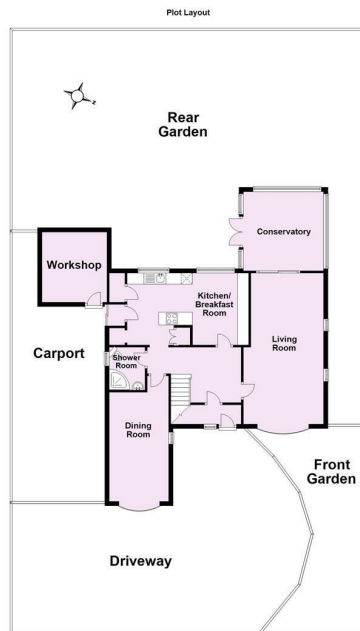 Plot Layout
N
Rear
Garden
Conservatory
Workshop
Kitchen/
Breakfast
Room
Living
Room
Carport
Shower
Room
Dining
Room
Front
Garden
Driveway